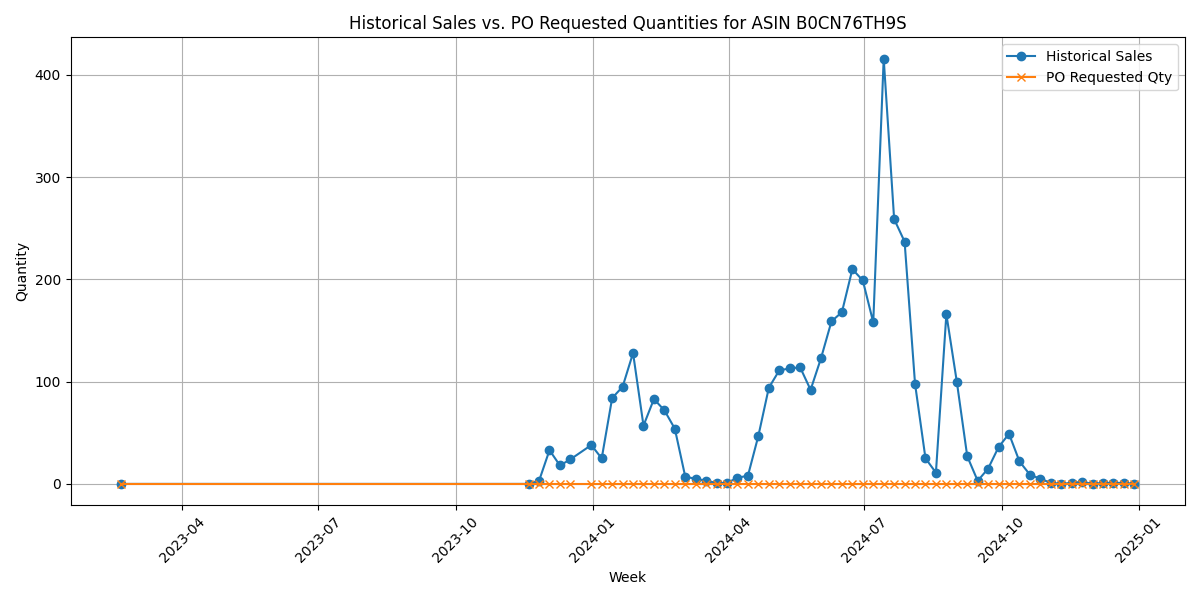 Historical Sales vs. PO Requested Quantities for ASIN B0CN76TH9S
Historical Sales
PO Requested Qty
Quantity
400
300
200
100
0
2023-04
2023-07
2023-10
2024-01
2024-04
2024-07
2024-10
2025-01
Week